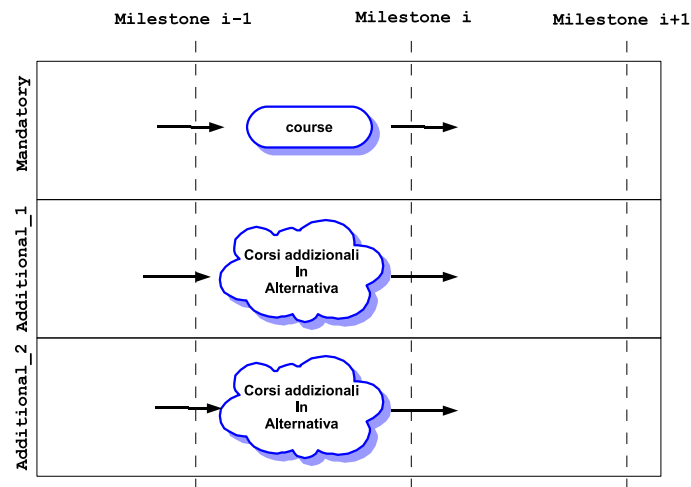 Milestone i-1
Milestone i
Milestone i+1
Mandatory
course
Additional_1
Corsi addizionali
In
Alternativa
Additional_2
Corsi addizionali
In
Alternativa